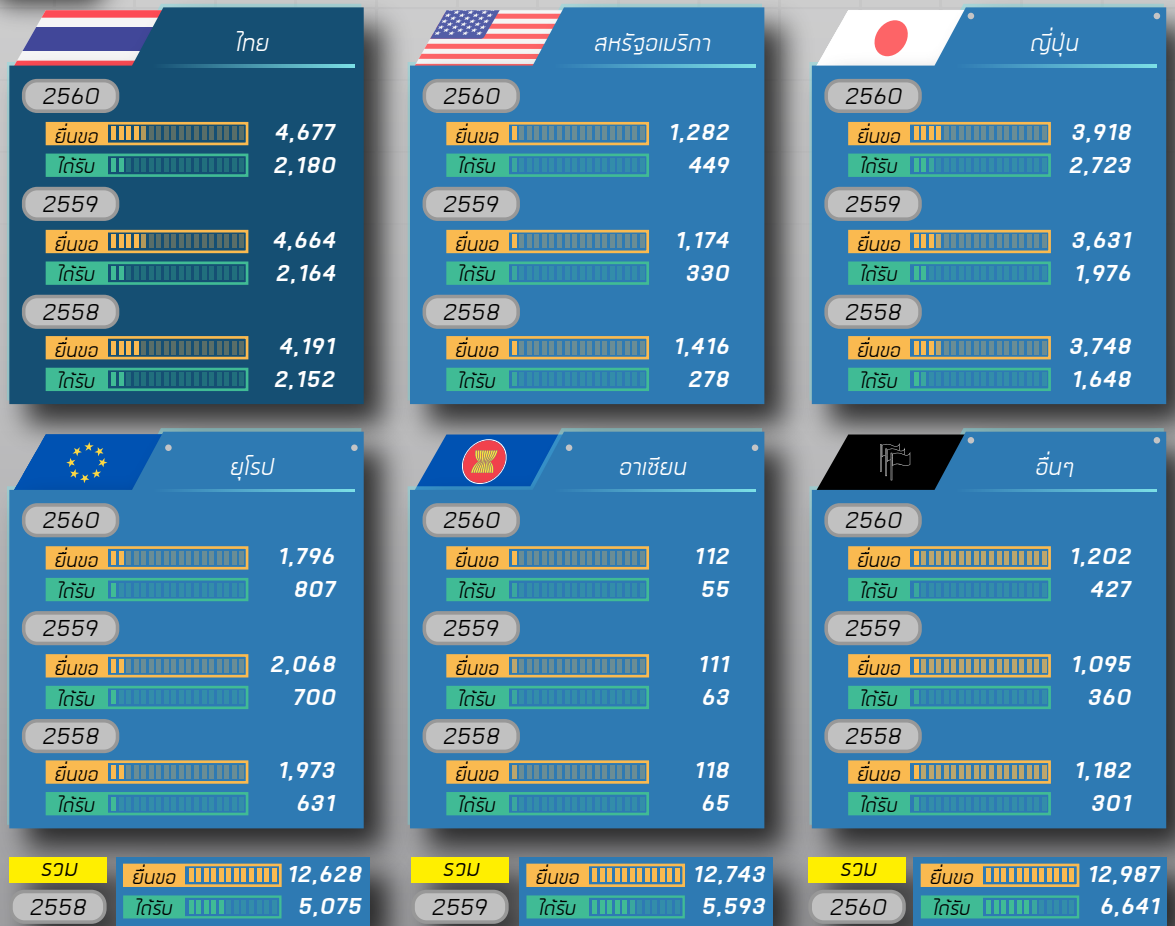 ไทย
2560
ยื่นขอ 4,677
ได้รับ 2,180
2559
ยื่นขอ 4,664
ได้รับ 2,164
2558
ยื่นขอ 4,191
ได้รับ 2,152
สหรัฐอเมริกา
2560
ยื่นขอ 1,282
ได้รับ 449
2559
ยื่นขอ 1,174
ได้รับ 330
2558
ยื่นขอ 1,416
ได้รับ 278
ญี่ปุ่น
2560
ยื่นขอ 3,918
ได้รับ 2,723
2559
ยื่นขอ 3,631
ได้รับ 1,976
2558
ยื่นขอ 3,748
ได้รับ 1,648
ยุโรป
2560
ยื่นขอ 1,796
ได้รับ 807
2559
ยื่นขอ 2,068
ได้รับ 700
2558
ยื่นขอ 1,973
ได้รับ 631
อาเซียน
2560
ยื่นขอ 112
ได้รับ 55
2559
ยื่นขอ 111
ได้รับ 63
2558
ยื่นขอ 118
ได้รับ 65
อื่นๆ
2560
ยื่นขอ 1,202
ได้รับ 427
2559
ยื่นขอ 1,095
ได้รับ 360
2558
ยื่นขอ 1,182
ได้รับ 301
รวม
2558
ยื่นขอ 12,628
ได้รับ 5,075
รวม
2559
ยื่นขอ 12,743
ได้รับ 5,593
รวม
2560
ยื่นขอ 12,987
ได้รับ 6,641